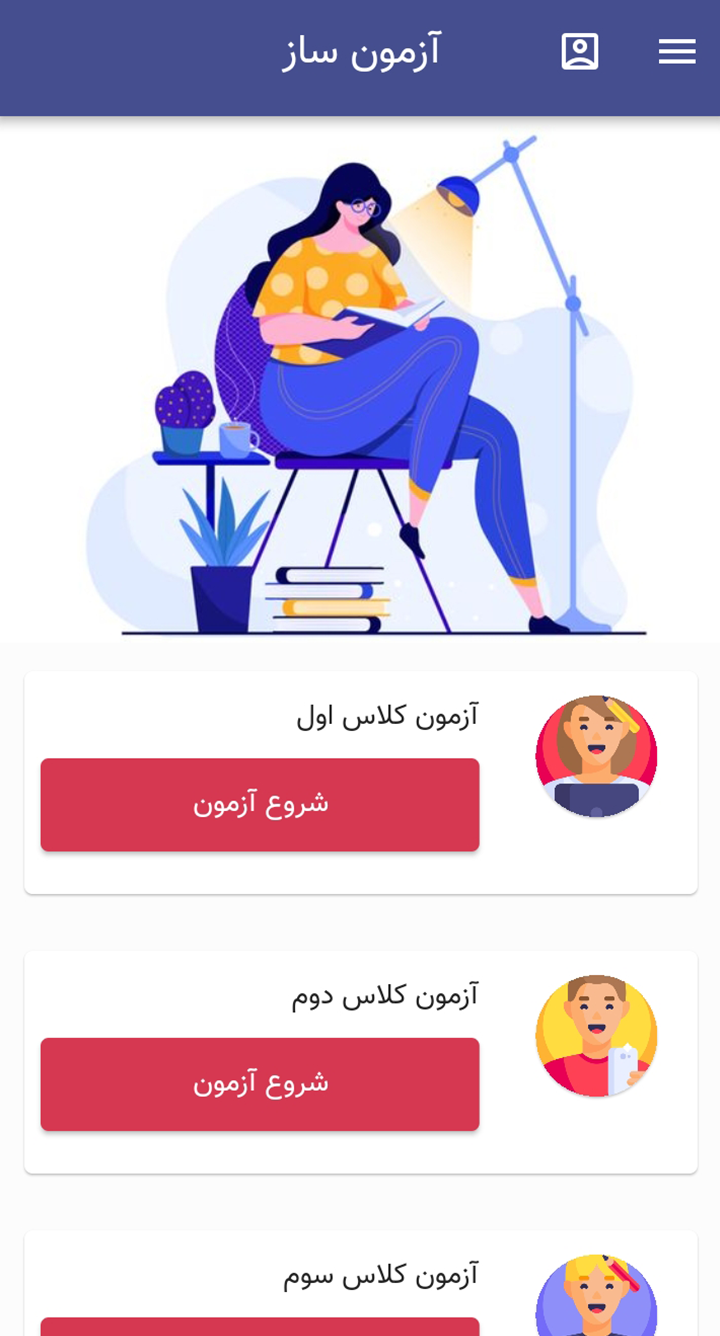 آزمون ساز
آزمون کلاس اول
شروع آزمون
آزمون کلاس دوم
شروع آزمون
آزمون کلاس سوم